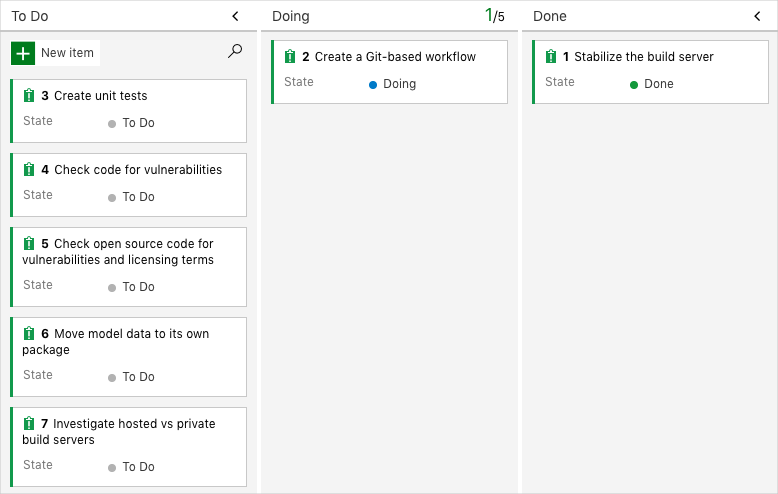 To Do
New item
3 Create unit tests
State To Do
4 Check code for vulnerabilities
State To Do
5 Check open source code for
vulnerabilities and licensing terms
State To Do
6 Move model data to its own
package
State To Do
7 Investigate hosted vs private
build servers
State To Do
Doing 1/5
2 Create a Git-based workflow
State Doing
Done
1 Stabilize the build server
State Done